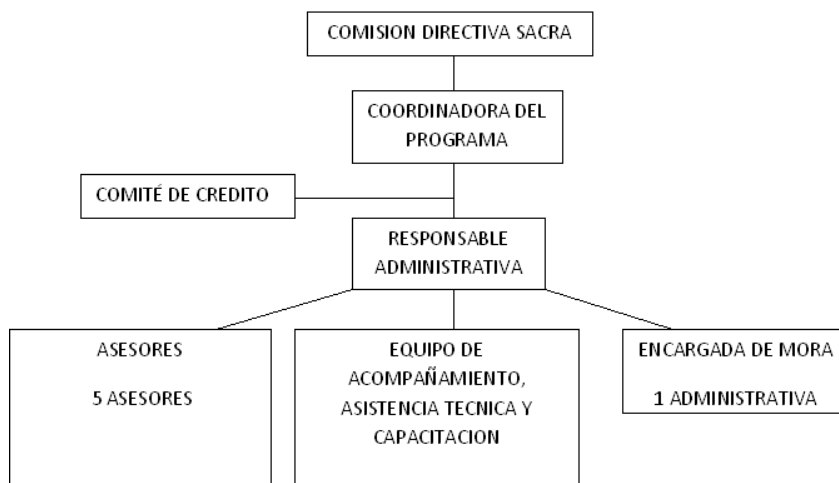 COMISION DIRECTIVA SACRA
COORDINADORA DEL
PROGRAMA
COMITÉ DE CREDITO
RESPONSABLE
ADMINISTRATIVA
ASESORES
5 ASESORES
EQUIPO DE
ACOMPAÑAMIENTO,
ASISTENCIA TECNICA Y
CAPACITACION
ENCARGADA DE MORA
1 ADMINISTRATIVA